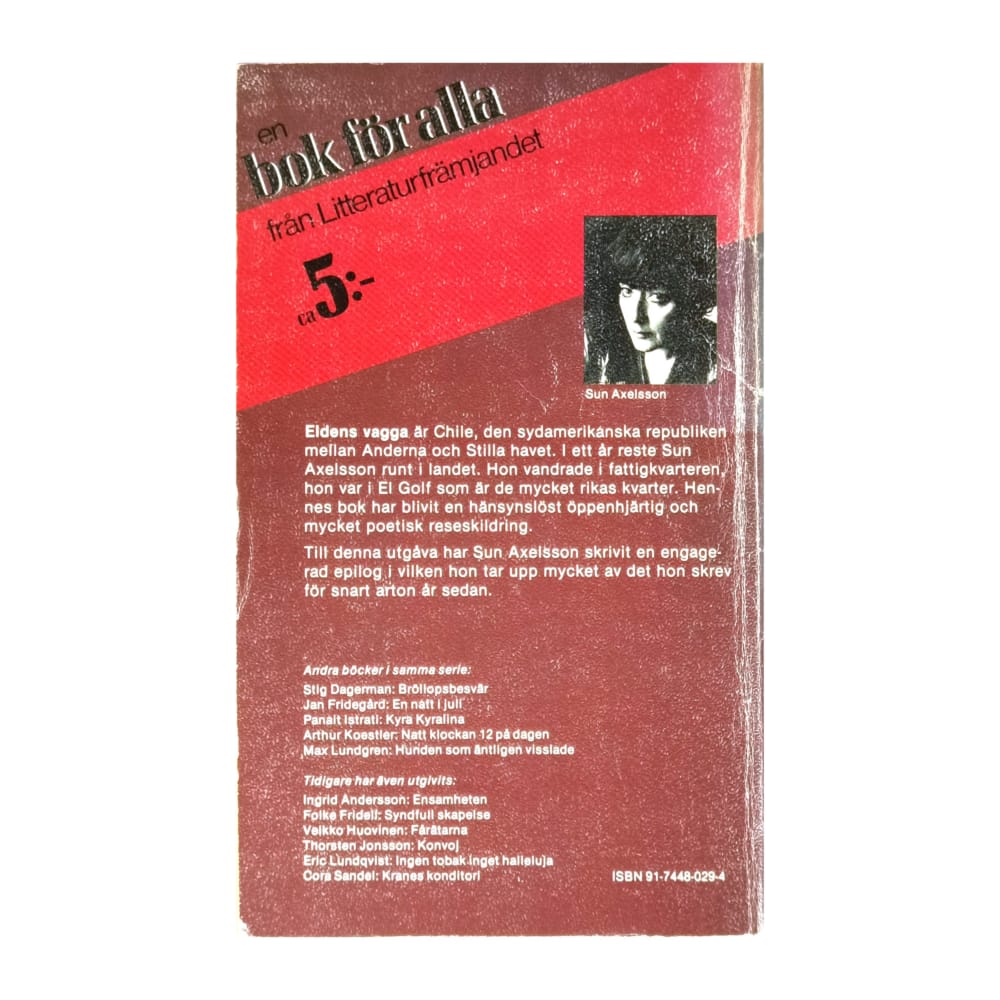 en
bok för alla
från Litteraturfrämjandet
ca 5:-
Sun Axelsson
Eldens vagga är Chile, den sydamerikanska republiken
mellan Anderna och Stilla havet. I ett år reste Sun
Axelsson runt i landet. Hon vandrade i fattigkvarteren,
hon var i El Golf som är de mycket rikas kvarter. Hen-
nes bok har blivit en hänsynslöst öppenhjärtig och
mycket poetisk reseskildring.
Till denna utgåva har Sun Axelsson skrivit en engage-
rad epilog i vilken hon tar upp mycket av det hon skrev
för snart arton år sedan.
Andra böcker i samma serie:
Stig Dagerman: Bröllopsbesvär
Jan Fridegård: En natt i juli
Panait Istrati: Kyra Kyralina
Arthur Koestler: Natt klockan 12 på dagen
Max Lundgren: Hunden som äntligen visslade
Tidigare har även utgivits:
Ingrid Andersson: Ensamheten
Folke Fridell: Syndfull skapelse
Veikko Huovinen: Fårätarna
Thorsten Jonsson: Konvoj
Eric Lundqvist: Ingen tobak inget halleluja
Cora Sandel: Kranes konditori
ISBN 91-7448-029-4